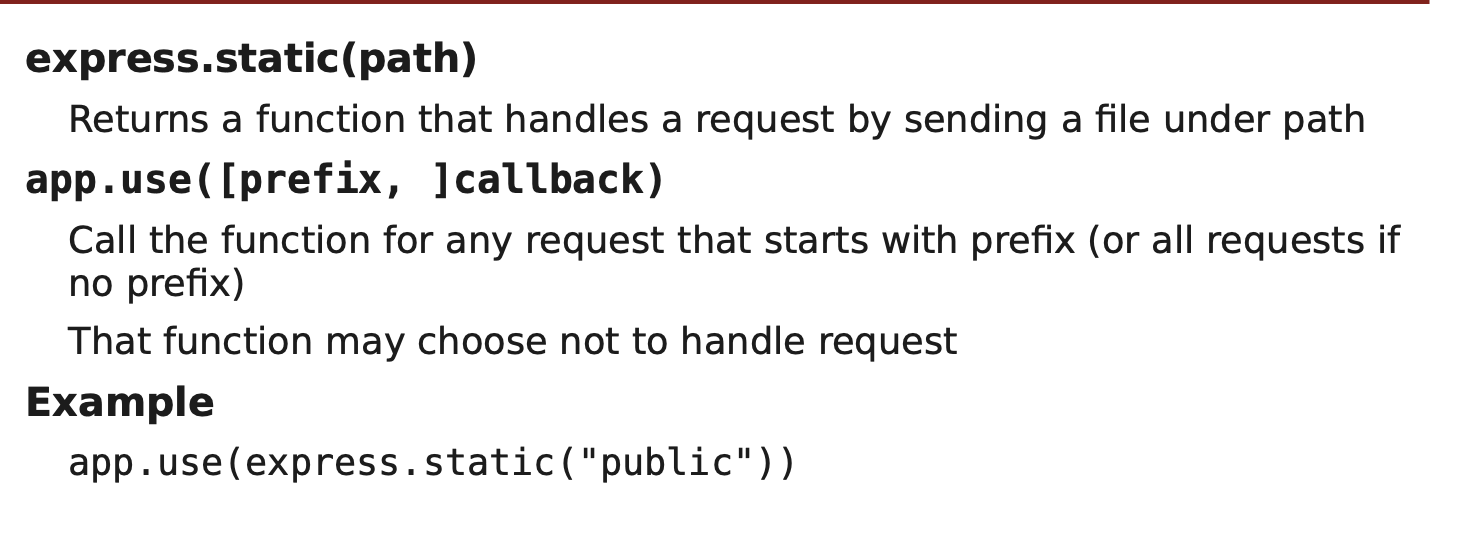 express.static(path)
Returns a function that handles a request by sending a file under path
app.use([prefix, ]callback)
Call the function for any request that starts with prefix (or all requests if
no prefix)
That function may choose not to handle request
Example
app.use(express.static("public"))